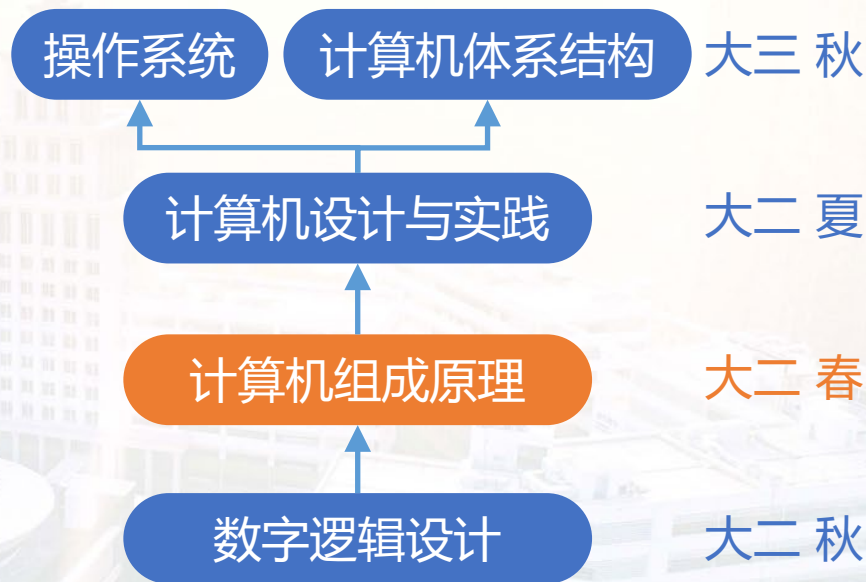 操作系统 计算机体系结构 大三 秋
计算机设计与实践 大二 夏
计算机组成原理 大二 春
数字逻辑设计 大二 秋